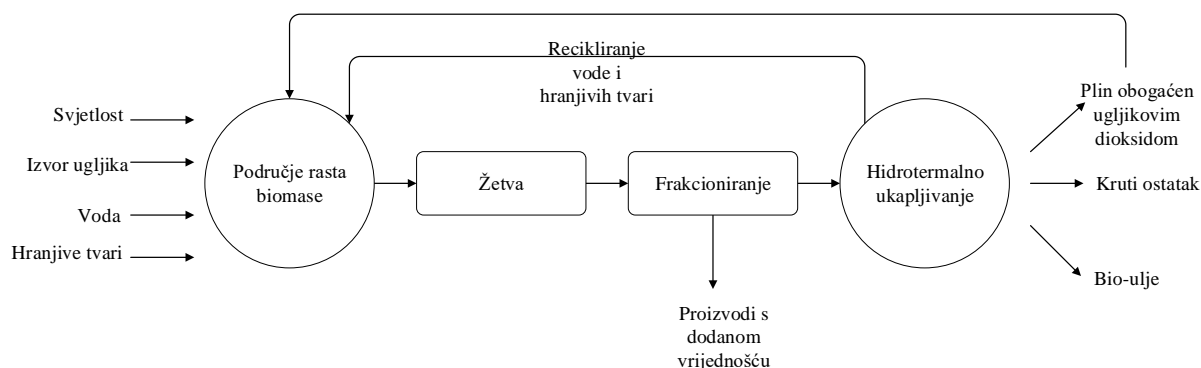 Recikliranje
vode i
hranjivih tvari
Svjetlost
Izvor ugljika
Voda
Hranjive tvari
Područje rasta
biomase
Žetva
Frakcioniranje
Hidrotermalno
ukapljivanje
Plin obogaćen
ugljikovim
dioksidom
Kruti ostatak
Bio-ulje
Proizvodi s
dodanom
vrijednošću